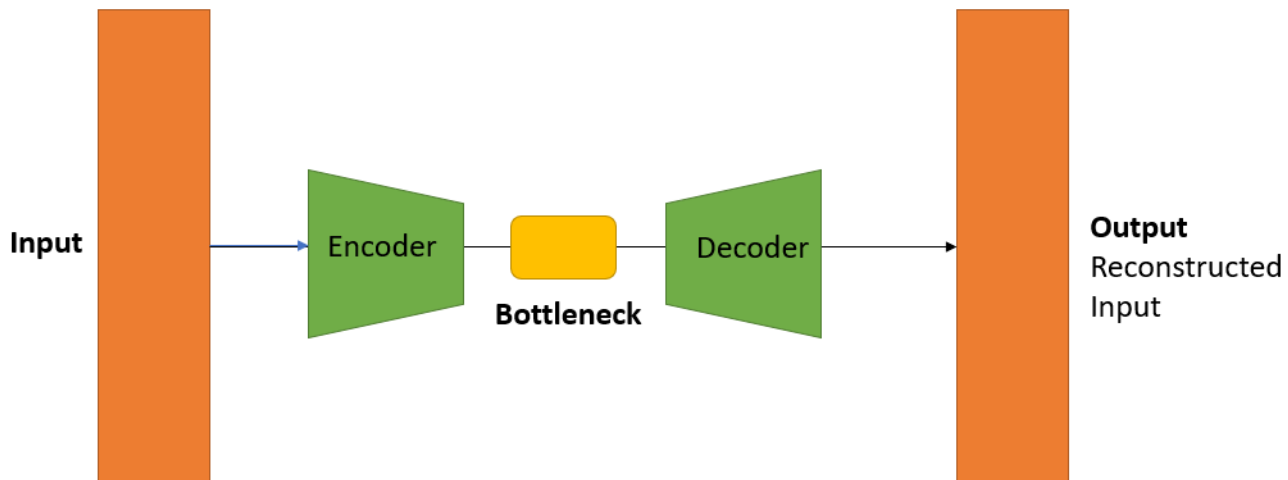 Input
Encoder
Bottleneck
Decoder
Output
Reconstructed
Input